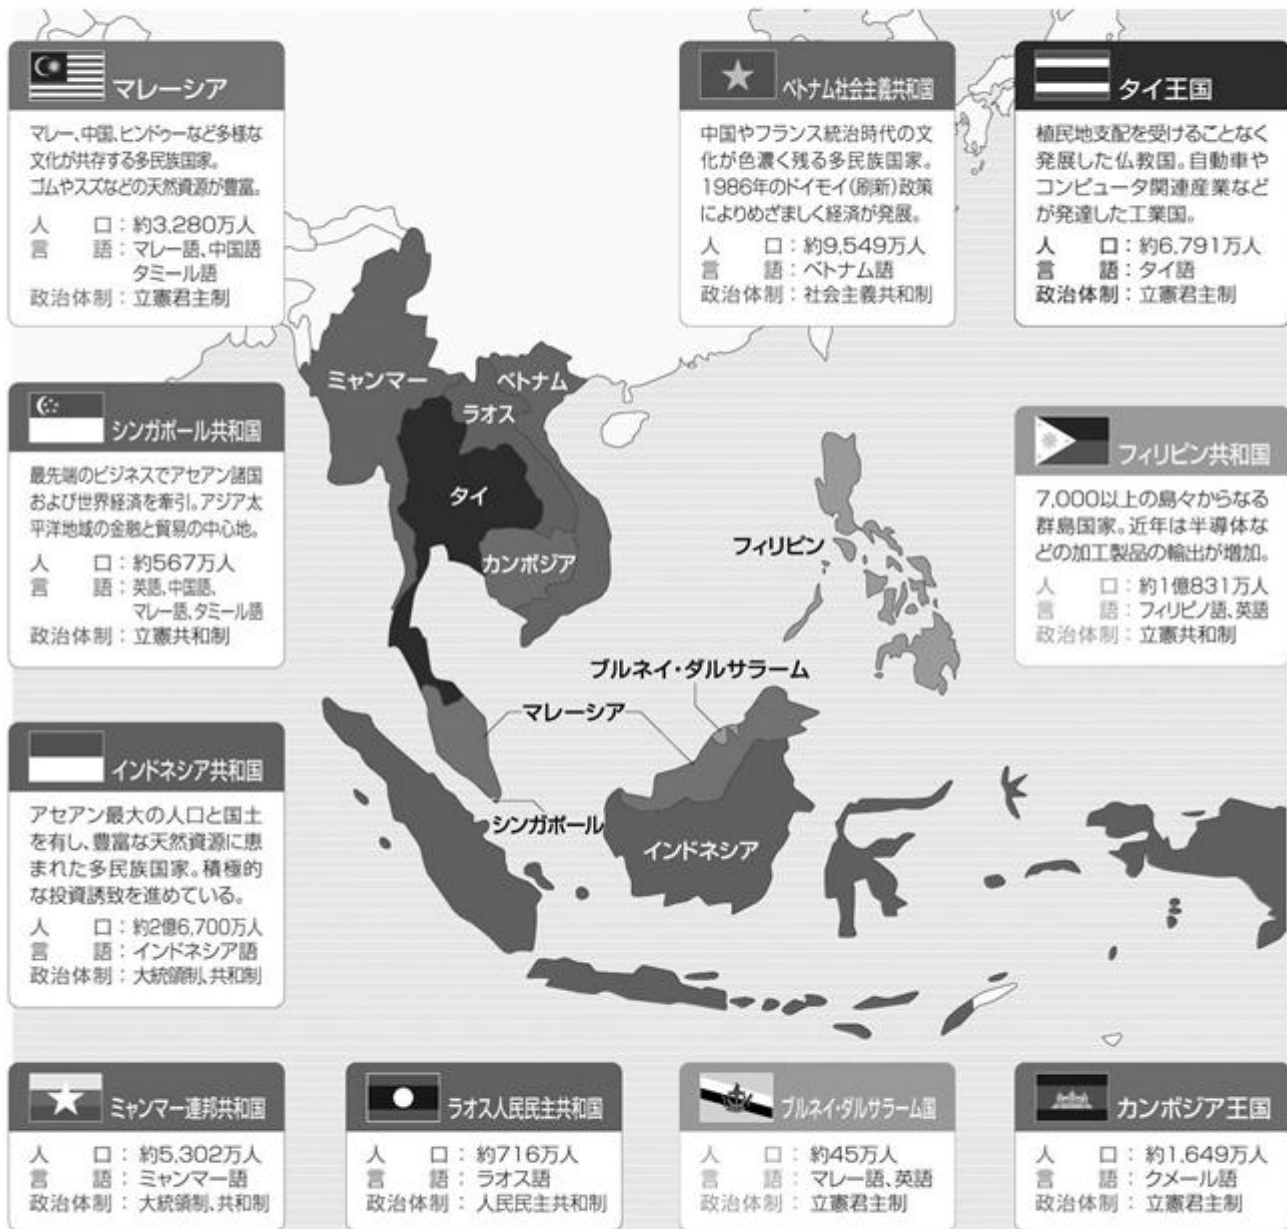 マレーシア
マレー、中国、ヒンドゥーなど多様な
文化が共存する多民族国家。
ゴムやスズなどの天然資源が豊富。
人　　口：約3,280万人
言　　語：マレー語、中国語
タミール語
政治体制：立憲君主制
ベトナム社会主義共和国
中国やフランス統治時代の文
化が色濃く残る多民族国家。
1986年のドイモイ(刷新)政策
によりめざましく経済が発展。
人　　口：約9,549万人
言　　語：ベトナム語
政治体制：社会主義共和制
タイ王国
植民地支配を受けることなく
発展した仏教国。自動車や
コンピュータ関連産業など
が発達した工業国。
人　　口：約6,791万人
言　　語：タイ語
政治体制：立憲君主制
シンガポール共和国
最先端のビジネスでアセアン諸国
および世界経済を牽引。アジア太
平洋地域の金融と貿易の中心地。
人　　口：約567万人
言　　語：英語、中国語、
マレー語、タミール語
政治体制：立憲共和制
フィリピン共和国
7,000以上の島々からなる
群島国家。近年は半導体な
どの加工製品の輸出が増加。
人　　口：約1億831万人
言　　語：フィリピノ語、英語
政治体制：立憲共和制
ミャンマー
ベトナム
ラオス
タイ
カンボジア
フィリピン
ブルネイ・ダルサラーム
マレーシア
シンガポール
インドネシア
インドネシア共和国
アセアン最大の人口と国土
を有し、豊富な天然資源に恵
まれた多民族国家。積極的
な投資誘致を進めている。
人　　口：約2億6,700万人
言　　語：インドネシア語
政治体制：大統領制、共和制
ミャンマー連邦共和国
人　　口：約5,302万人
言　　語：ミャンマー語
政治体制：大統領制、共和制
ラオス人民民主共和国
人　　口：約716万人
言　　語：ラオス語
政治体制：人民民主共和制
ブルネイ・ダルサラーム国
人　　口：約45万人
言　　語：マレー語、英語
政治体制：立憲君主制
カンボジア王国
人　　口：約1,649万人
言　　語：クメール語
政治体制：立憲君主制